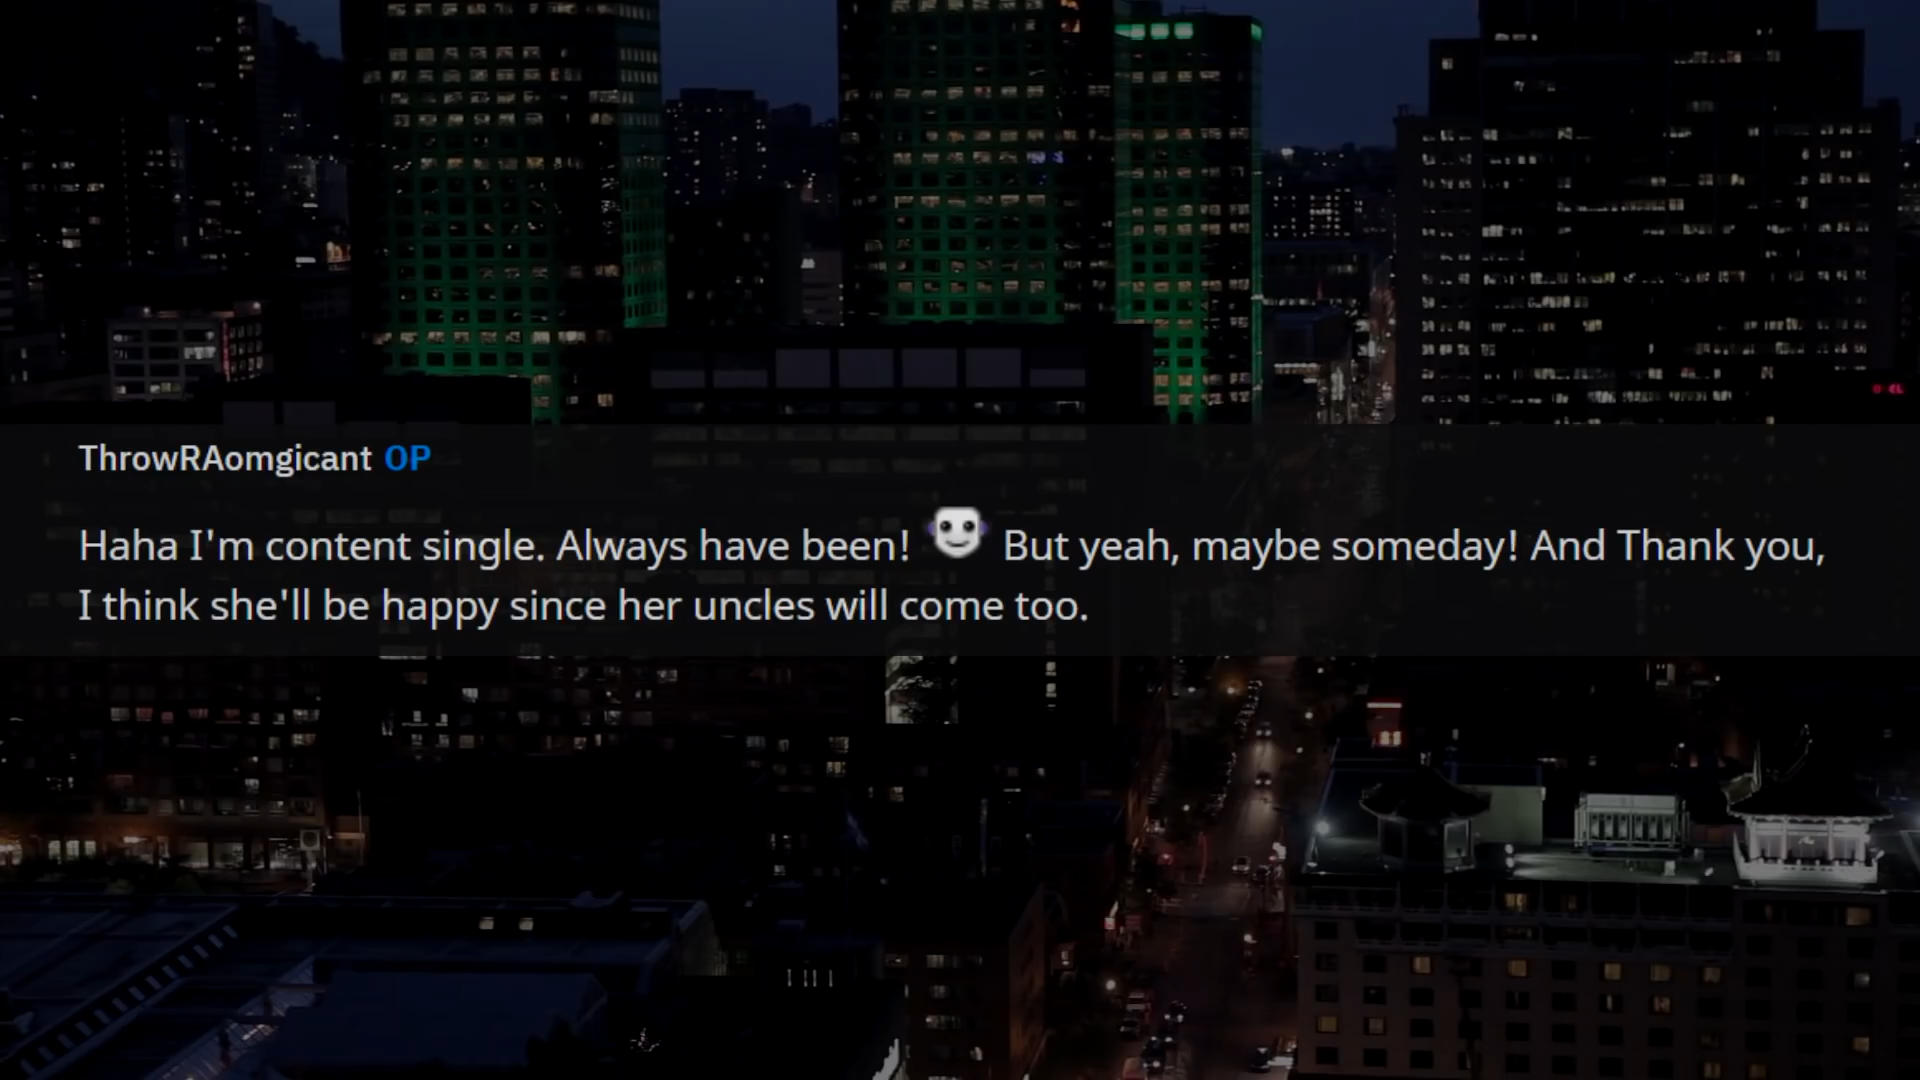 ThrowRAomgicant OP
Haha I'm content single. Always have been! But yeah, maybe someday! And Thank you,
I think she'll be happy since her uncles will come too.